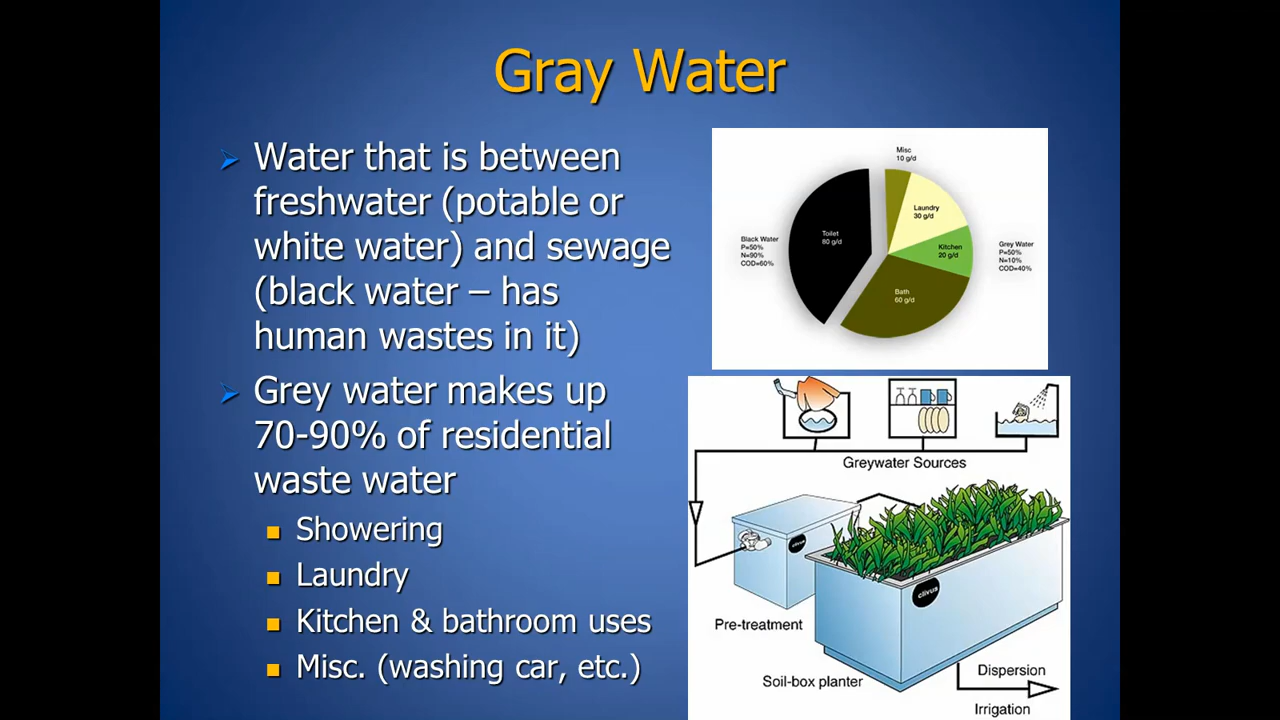 Gray Water
Water that is between
freshwater (potable or
white water) and sewage
(black water – has
human wastes in it)
Grey water makes up
70-90% of residential
waste water
Showering
Laundry
Kitchen & bathroom uses
Misc. (washing car, etc.)
Misc
10 g/d
Laundry
30 g/d
Kitchen
20 g/d
Bath
60 g/d
Toilet
80 g/d
Black Water
P=50%
N=90%
COD=60%
Grey Water
P=50%
N=10%
COD=40%
Greywater Sources
clivus
clivus
Pre-treatment
Soil-box planter
Dispersion
Irrigation